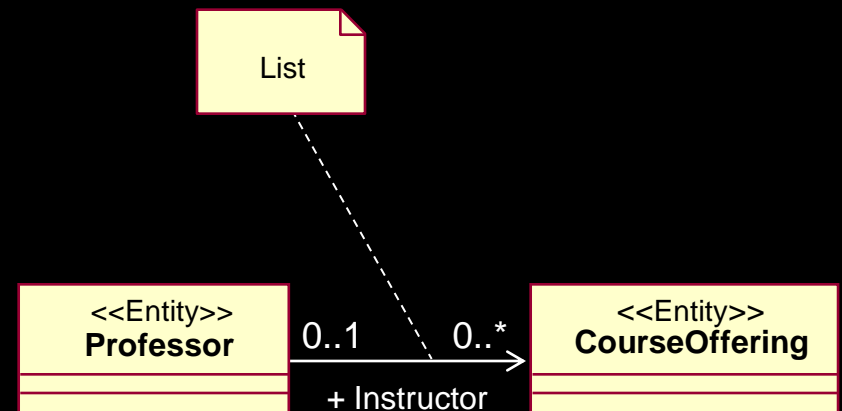 List
<<Entity>>
Professor
0..1
0..*
+ Instructor
<<Entity>>
CourseOffering